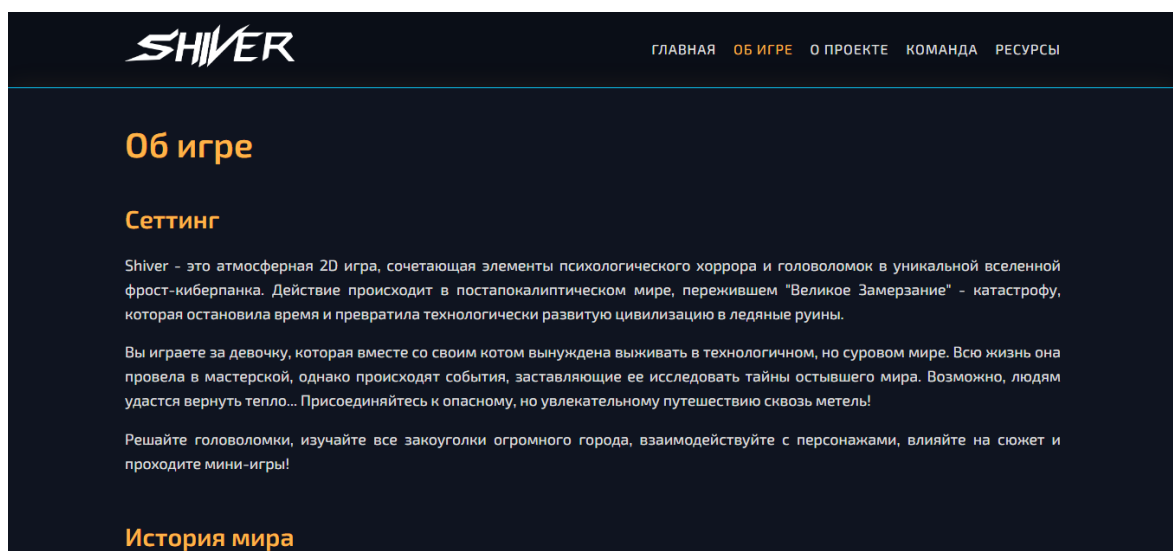 SHIVER
ГЛАВНАЯ ОБ ИГРЕ О ПРОЕКТЕ КОМАНДА РЕСУРСЫ
Об игре
Сеттинг
Shiver - это атмосферная 2D игра, сочетающая элементы психологического хоррора и головоломок в уникальной вселенной
фрост-киберпанка. Действие происходит в постапокалиптическом мире, пережившем "Великое Замерзание" - катастрофу,
которая остановила время и превратила технологически развитую цивилизацию в ледяные руины.
Вы играете за девочку, которая вместе со своим котом вынуждена выживать в технологичном, но суровом мире. Всю жизнь она
провела в мастерской, однако происходят события, заставляющие ее исследовать тайны остывшего мира. Возможно, людям
удастся вернуть тепло... Присоединяйтесь к опасному, но увлекательному путешествию сквозь метель!
Решайте головоломки, изучайте все закоуголки огромного города, взаимодействуйте с персонажами, влияйте на сюжет и
проходите мини-игры!
История мира